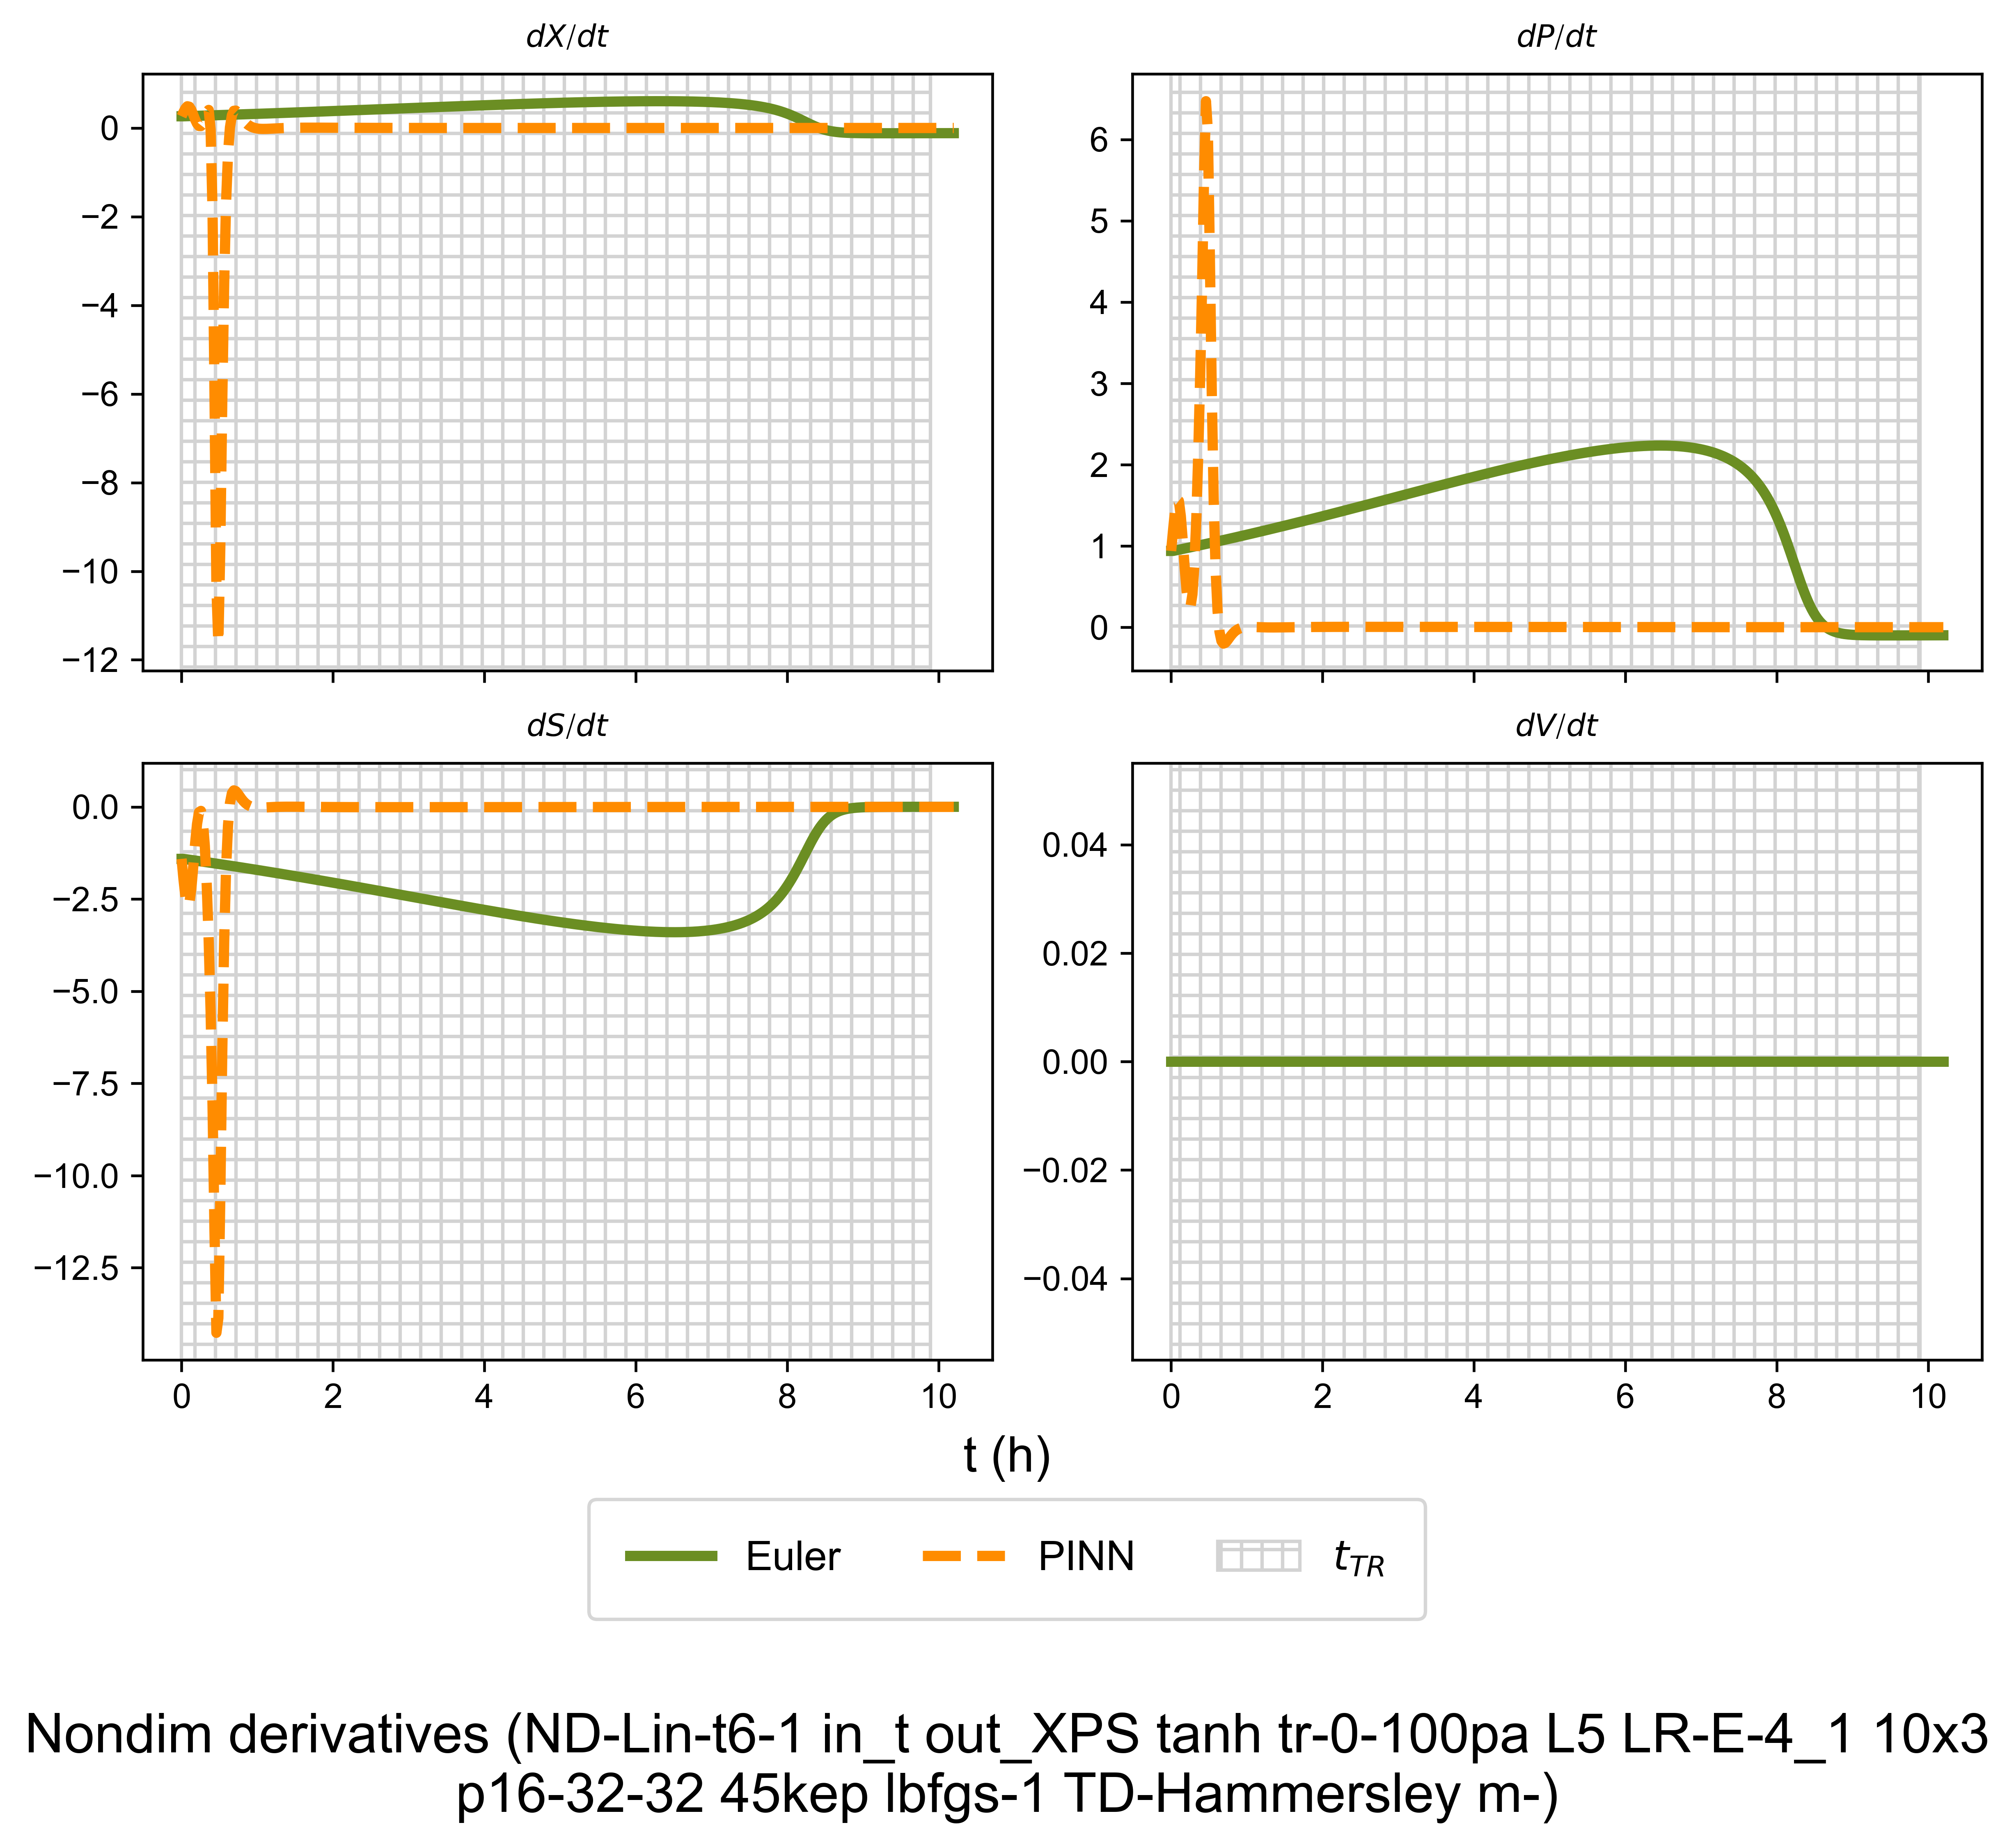 dX/dt
dP/dt
0
−2
−4
−6
−8
−10
−12
6
5
4
3
2
1
0
dS/dt
dV/dt
0.0
−2.5
−5.0
−7.5
−10.0
−12.5
0.04
0.02
0.00
−0.02
−0.04
0 2 4 6 8 10
0 2 4 6 8 10
t (h)
Euler PINN t_TR
Nondim derivatives (ND-Lin-t6-1 in_t out_XPS tanh tr-0-100pa L5 LR-E-4_1 10x3
p16-32-32 45kep lbfgs-1 TD-Hammersley m-)